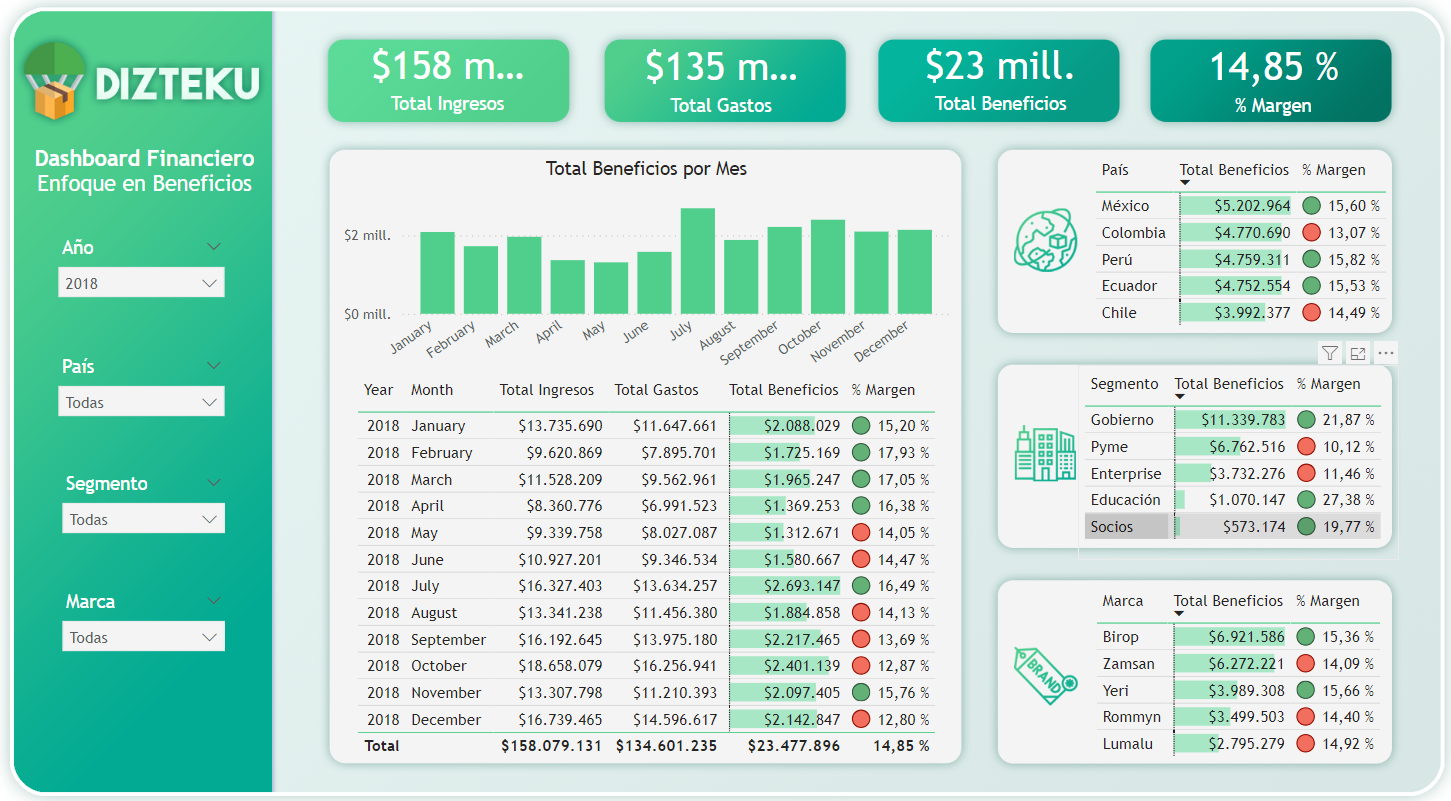 DIZTEKU
Dashboard Financiero
Enfoque en Beneficios
Año
2018
País
Todas
Segmento
Todas
Marca
Todas
$158 m...
Total Ingresos
$135 m...
Total Gastos
$23 mill.
Total Beneficios
14,85 %
% Margen
Total Beneficios por Mes
$2 mill.
$0 mill.
January
February
March
April
May
June
July
August
September
October
November
December
Year Month Total Ingresos Total Gastos Total Beneficios % Margen
2018 January $13.735.690 $11.647.661 $2.088.029 15,20 %
2018 February $9.620.869 $7.895.701 $1.725.169 17,93 %
2018 March $11.528.209 $9.562.961 $1.965.247 17,05 %
2018 April $8.360.776 $6.991.523 $1.369.253 16,38 %
2018 May $9.339.758 $8.027.087 $1.312.671 14,05 %
2018 June $10.927.201 $9.346.534 $1.580.667 14,47 %
2018 July $16.327.403 $13.634.257 $2.693.147 16,49 %
2018 August $13.341.238 $11.456.380 $1.884.858 14,13 %
2018 September $16.192.645 $13.975.180 $2.217.465 13,69 %
2018 October $18.658.079 $16.256.941 $2.401.139 12,87 %
2018 November $13.307.798 $11.210.393 $2.097.405 15,76 %
2018 December $16.739.465 $14.596.617 $2.142.847 12,80 %
Total $158.079.131 $134.601.235 $23.477.896 14,85 %
País Total Beneficios % Margen
México $5.202.964 15,60 %
Colombia $4.770.690 13,07 %
Perú $4.759.311 15,82 %
Ecuador $4.752.554 15,53 %
Chile $3.992.377 14,49 %
Segmento Total Beneficios % Margen
Gobierno $11.339.783 21,87 %
Pyme $6.762.516 10,12 %
Enterprise $3.732.276 11,46 %
Educación $1.070.147 27,38 %
Socios $573.174 19,77 %
BRAND
Marca Total Beneficios % Margen
Birop $6.921.586 15,36 %
Zamsan $6.272.221 14,09 %
Yeri $3.989.308 15,66 %
Rommyn $3.499.503 14,40 %
Lumalu $2.795.279 14,92 %